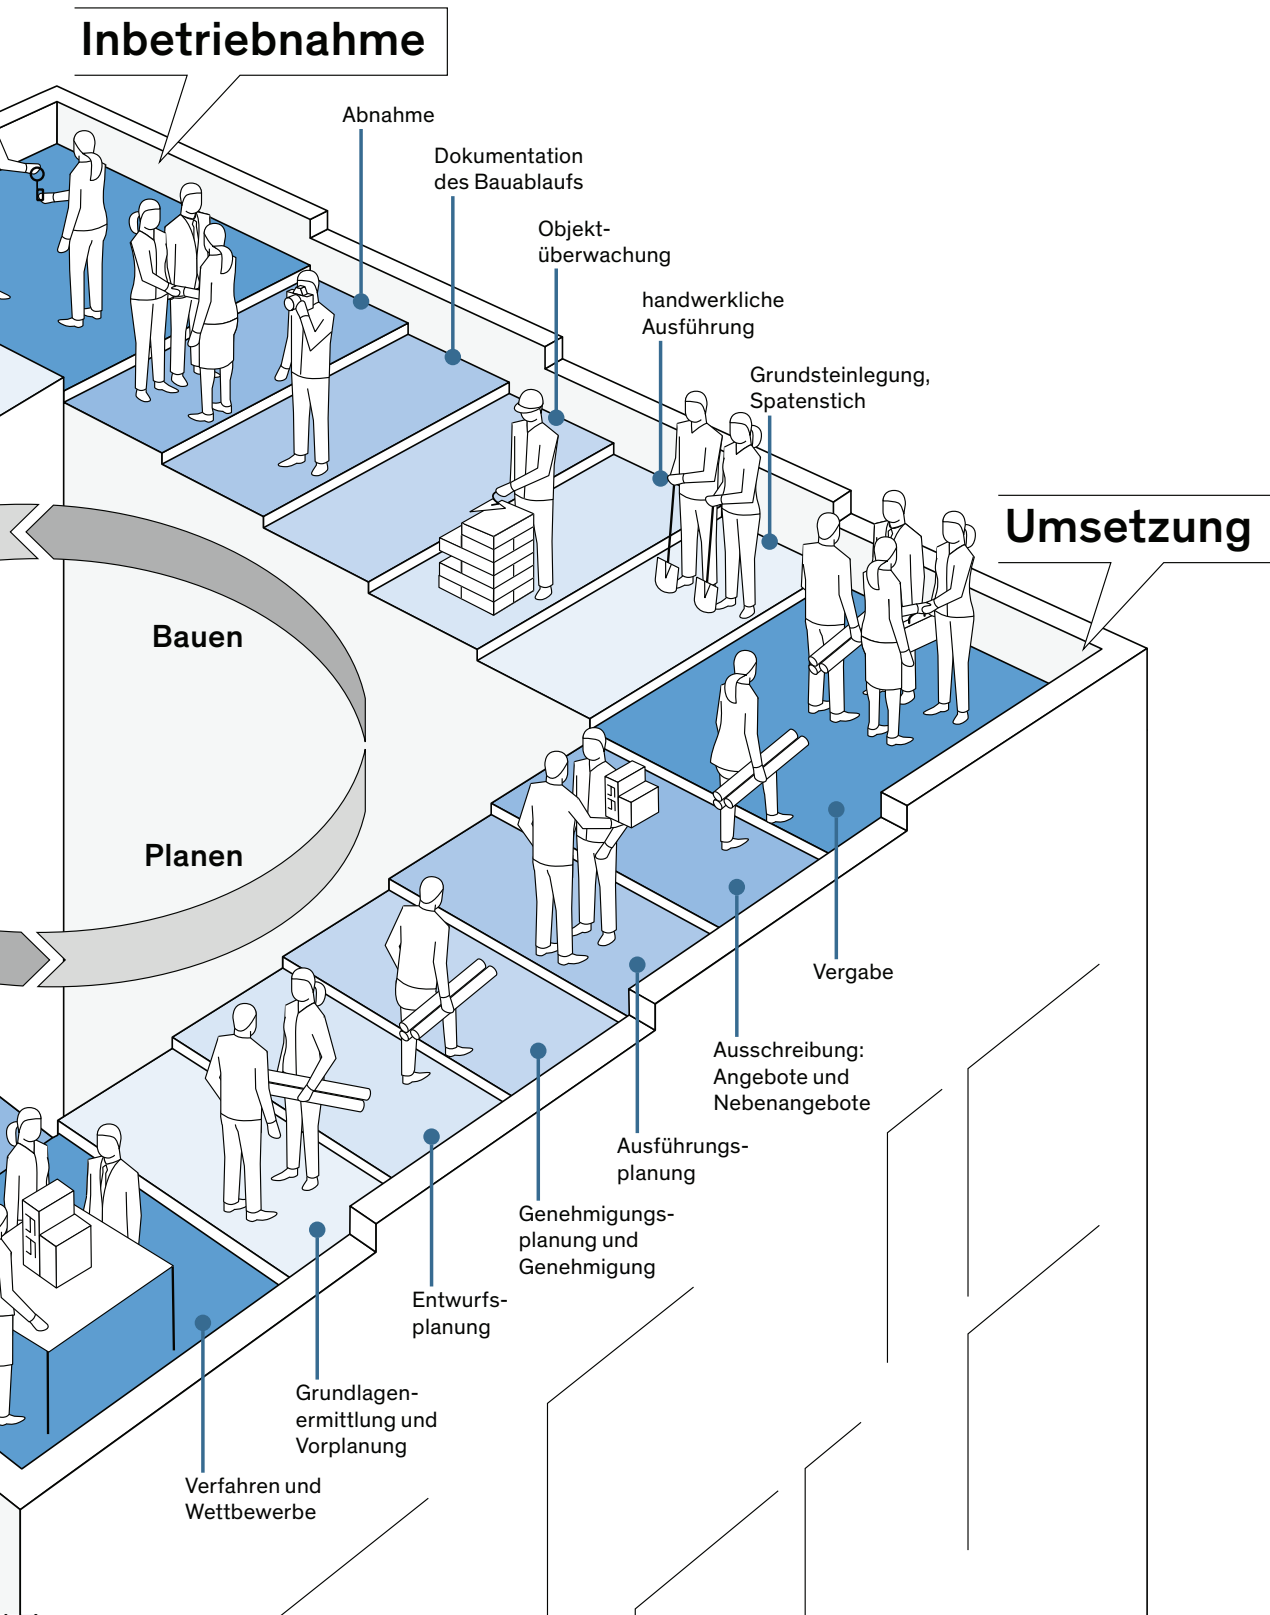 Inbetriebnahme
Abnahme
Dokumentation
des Bauablaufs
Objekt-
überwachung
handwerkliche
Ausführung
Grundsteinlegung,
Spatenstich
Umsetzung
Bauen
Planen
Vergabe
Ausschreibung:
Angebote und
Nebenangebote
Ausführungs-
planung
Genehmigungs-
planung und
Genehmigung
Entwurfs-
planung
Grundlagen-
ermittlung und
Vorplanung
Verfahren und
Wettbewerbe